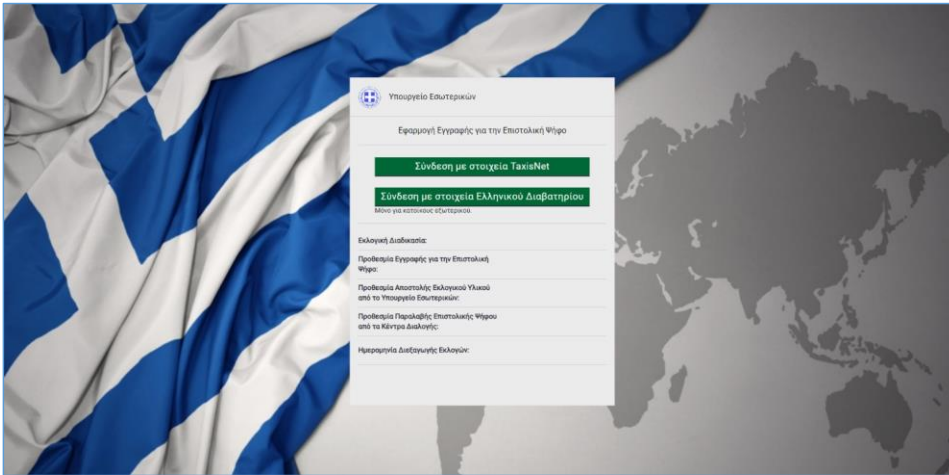 Υπουργείο Εσωτερικών
Εφαρμογή Εγγραφής για την Επιστολική Ψήφο
Σύνδεση με στοιχεία TaxisNet
Σύνδεση με στοιχεία Ελληνικού Διαβατηρίου
Μόνο για κατοίκους εξωτερικού.
Εκλογική Διαδικασία:
Προθεσμία Εγγραφής για την Επιστολική
Ψήφο:
Προθεσμία Αποστολής Εκλογικού Υλικού
από το Υπουργείο Εσωτερικών:
Προθεσμία Παραλαβής Επιστολικής Ψήφου
από τα Κέντρα Διαλογής:
Ημερομηνία Διεξαγωγής Εκλογών: